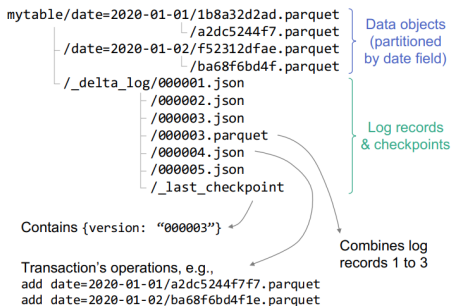 mytable/date=2020-01-01/1b8a32d2ad.parquet
/a2dc5244f7.parquet
/date=2020-01-02/f52312dfae.parquet
/ba68f6bd4f.parquet
/_delta_log/000001.json
/000002.json
/000003.json
/000003.parquet
/000004.json
/000005.json
/_last_checkpoint
Data objects
(partitioned
by date field)
Log records
& checkpoints
Contains {version: “000003”}
Combines log
records 1 to 3
Transaction's operations, e.g.,
add date=2020-01-01/a2dc5244f7f7.parquet
add date=2020-01-02/ba68f6bd4f1e.parquet